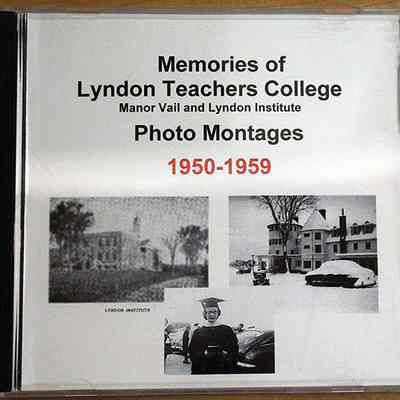 Memories of
Lyndon Teachers College
Manor Vail and Lyndon Institute
Photo Montages
1950-1959
LYNDON INSTITUTE